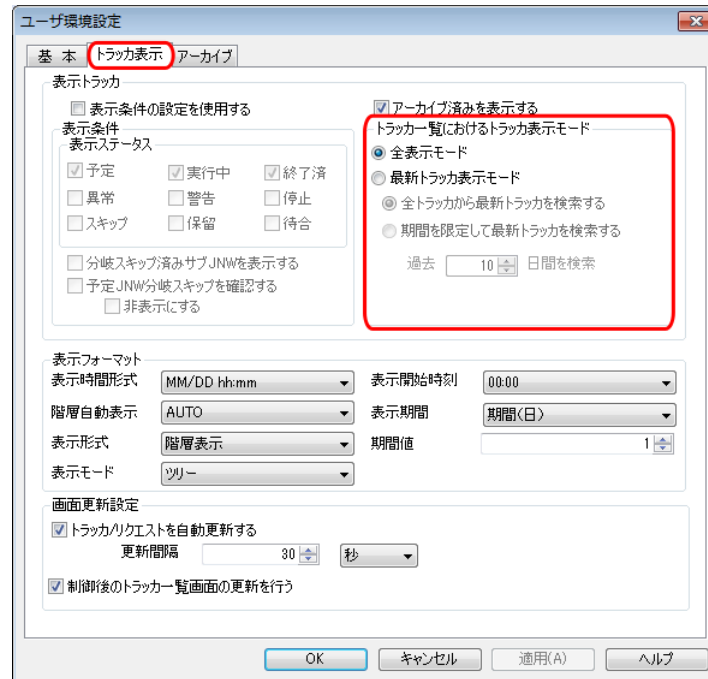 ユーザ環境設定
基 本
トラッカ表示
アーカイブ
表示トラッカ
表示条件の設定を使用する
アーカイブ済みを表示する
表示条件
表示ステータス
予定
実行中
終了済
異常
警告
停止
スキップ
保留
待合
分岐スキップ済みサブJNWを表示する
予定JNW分岐スキップを確認する
非表示にする
トラッカ一覧におけるトラッカ表示モード
全表示モード
最新トラッカ表示モード
全トラッカから最新トラッカを検索する
期間を限定して最新トラッカを検索する
過去 10 日間を検索
表示フォーマット
表示時間形式 MM/DD hh:mm
表示開始時刻 00:00
階層自動表示 AUTO
表示期間 期間(日)
表示形式 階層表示
期間値 1
表示モード ツリー
画面更新設定
トラッカ/リクエストを自動更新する
更新間隔 30 秒
制御後のトラッカ一覧画面の更新を行う
OK
キャンセル
適用(A)
ヘルプ